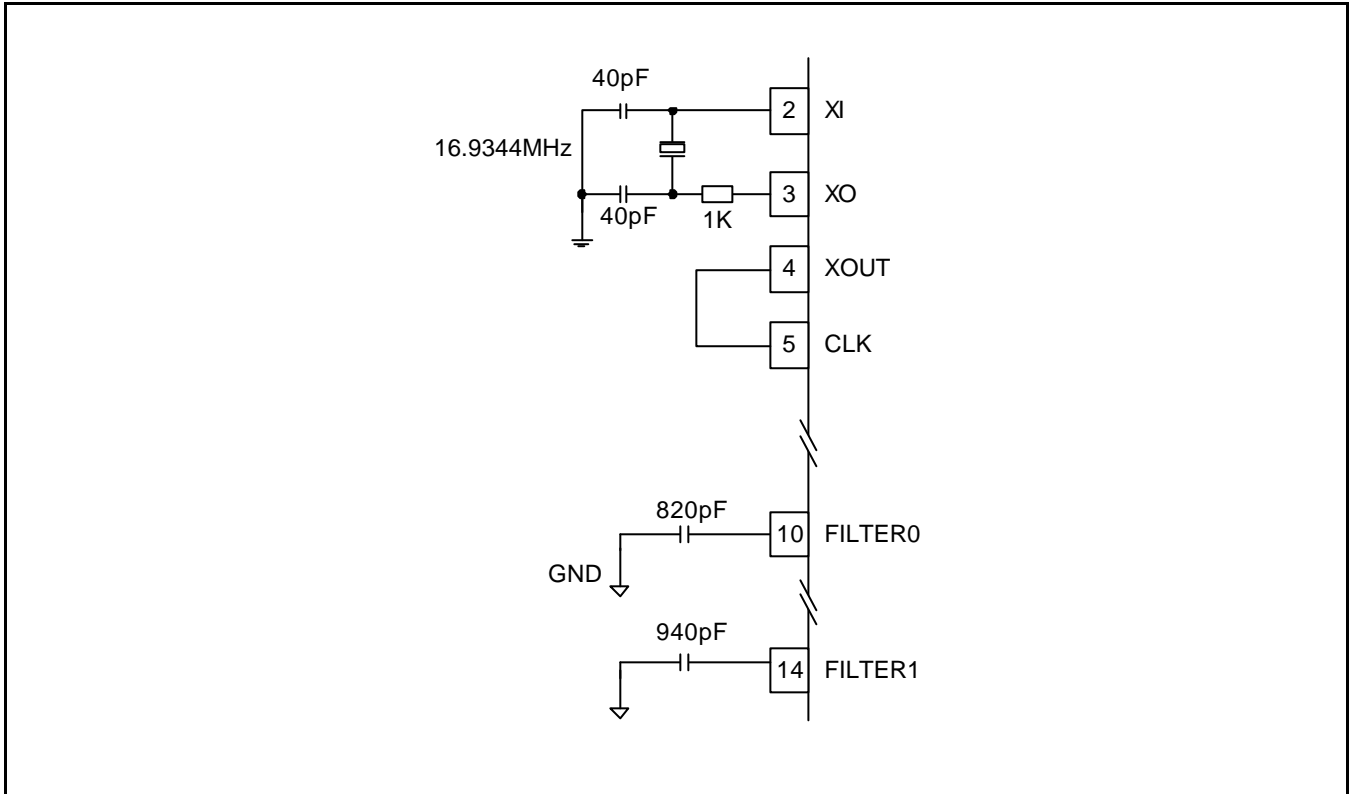 40pF
2 XI
16.9344MHz
3 XO
40pF
1K
4 XOUT
5 CLK
820pF
10 FILTER0
GND
940pF
14 FILTER1